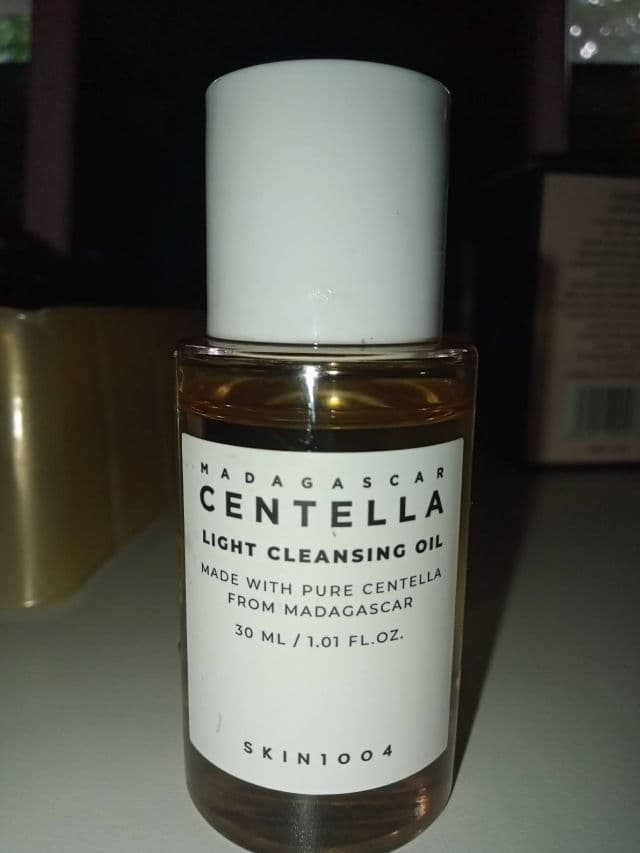 MADAGASCAR
CENTELLA
LIGHT CLEANSING OIL
MADE WITH PURE CENTELLA
FROM MADAGASCAR
30 ML / 1.01 FL.OZ.
SKIN1004